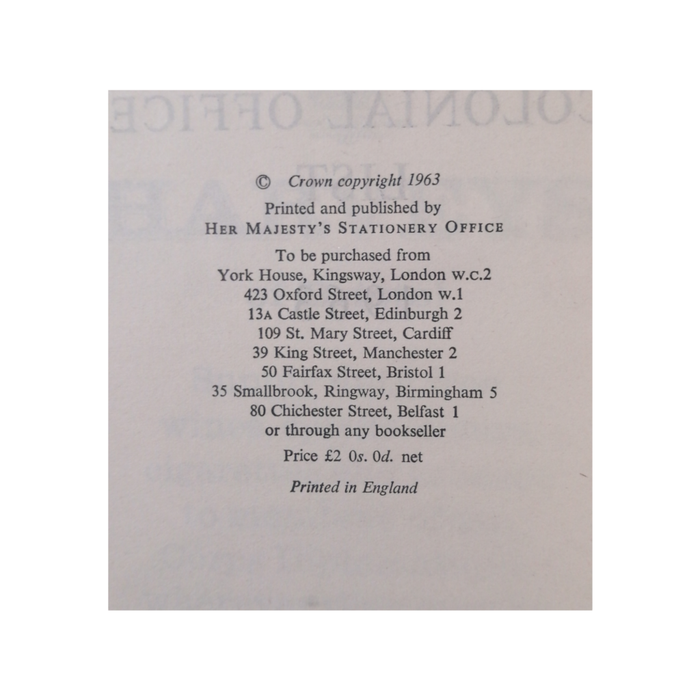 © Crown copyright 1963
Printed and published by
HER MAJESTY'S STATIONERY OFFICE
To be purchased from
York House, Kingsway, London W.C.2
423 Oxford Street, London W.1
13A Castle Street, Edinburgh 2
109 St. Mary Street, Cardiff
39 King Street, Manchester 2
50 Fairfax Street, Bristol 1
35 Smallbrook, Ringway, Birmingham 5
80 Chichester Street, Belfast 1
or through any bookseller
Price £2 0s. 0d. net
Printed in England